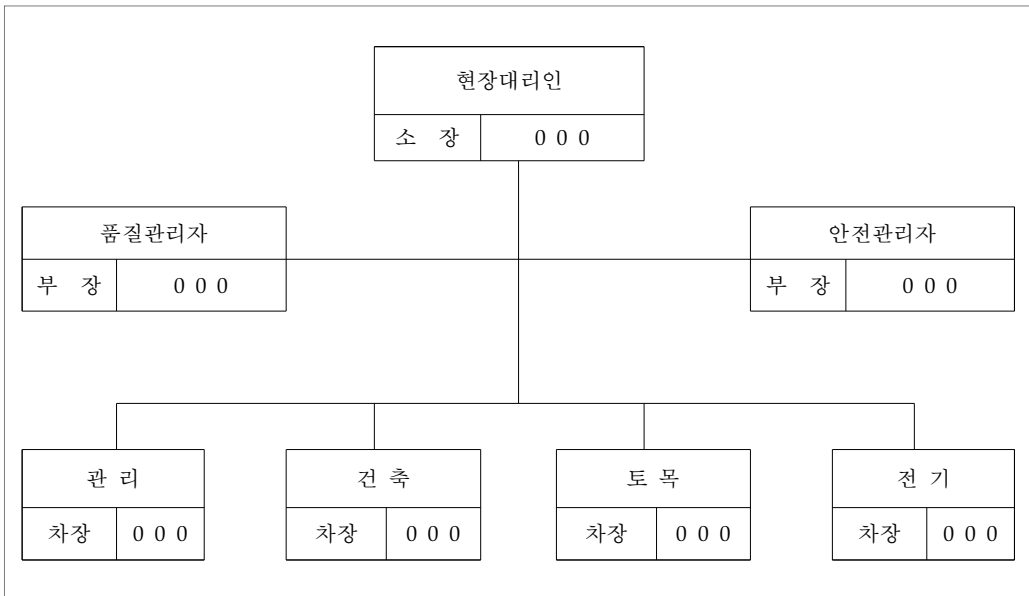 현장대리인
소 장 0 0 0
품질관리자
부 장 0 0 0
안전관리자
부 장 0 0 0
관 리
차장 0 0 0
건 축
차장 0 0 0
토 목
차장 0 0 0
전 기
차장 0 0 0